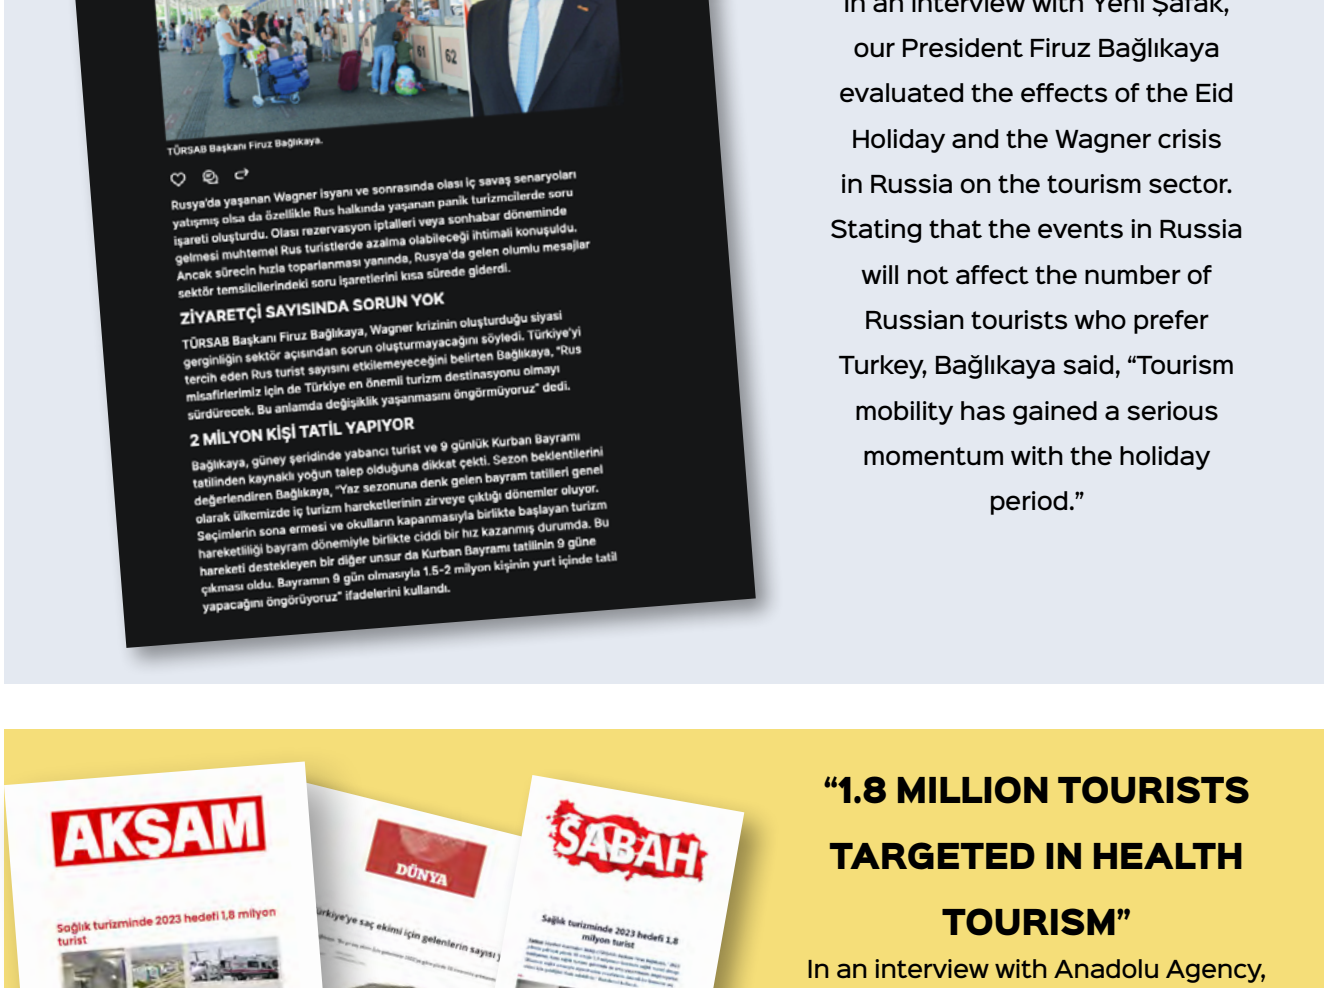 61
62
TÜRSAB Başkanı Firuz Bağlıkaya.
Rusya'da yaşanan Wagner isyanı ve sonrasında olası iç savaş senaryoları
yatışmış olsa da özellikle Rus halkında yaşanan panik turizmcilerde soru
işareti oluşturdu. Olası rezervasyon iptalleri veya sonhabar döneminde
gelmesi muhtemel Rus turistlerde azalma olabileceği ihtimali konuşuldu.
Ancak sürecin hızla toparlanması yanında, Rusya'da gelen olumlu mesajlar
sektör temsilcilerindeki soru işaretlerini kısa sürede giderdi.
ZİYARETÇİ SAYISINDA SORUN YOK
TÜRSAB Başkanı Firuz Bağlıkaya, Wagner krizinin oluşturduğu siyasi
gerginliğin sektör açısından sorun oluşturmayacağını söyledi. Türkiye'yi
tercih eden Rus turist sayısını etkilemeyeceğini belirten Bağlıkaya, "Rus
misafirlerimiz için de Türkiye en önemli turizm destinasyonu olmayı
sürdürecek. Bu anlamda değişiklik yaşanmasını öngörmüyoruz" dedi.
2 MİLYON KİŞİ TATİL YAPIYOR
Bağlıkaya, güney şeridinde yabancı turist ve 9 günlük Kurban Bayramı
tatilinden kaynaklı yoğun talep olduğuna dikkat çekti. Sezon beklentilerini
değerlendiren Bağlıkaya, "Yaz sezonuna denk gelen bayram tatilleri genel
olarak ülkemizde iç turizm hareketlerinin zirveye çıktığı dönemler oluyor.
Seçimlerin sona ermesi ve okulların kapanmasıyla birlikte başlayan turizm
hareketliliği bayram dönemiyle birlikte ciddi bir hız kazanmış durumda. Bu
hareketi destekleyen bir diğer unsur da Kurban Bayramı tatilinin 9 güne
çıkması oldu. Bayramın 9 gün olmasıyla 1.5-2 milyon kişinin yurt içinde tatil
yapacağını öngörüyoruz" ifadelerini kullandı.
In an interview with Yeni Şafak,
our President Firuz Bağlıkaya
evaluated the effects of the Eid
Holiday and the Wagner crisis
in Russia on the tourism sector.
Stating that the events in Russia
will not affect the number of
Russian tourists who prefer
Turkey, Bağlıkaya said, “Tourism
mobility has gained a serious
momentum with the holiday
period.”
AKŞAM
Sağlık turizminde 2023 hedefi 1,8 milyon
turist
DÜNYA
urkiye'ye saç ekimi için gelenlerin sayısı
SABAH
Sağlık turizminde 2023 hedefi 1.8
milyon turist
“1.8 MILLION TOURISTS
TARGETED IN HEALTH
TOURISM”
In an interview with Anadolu Agency,